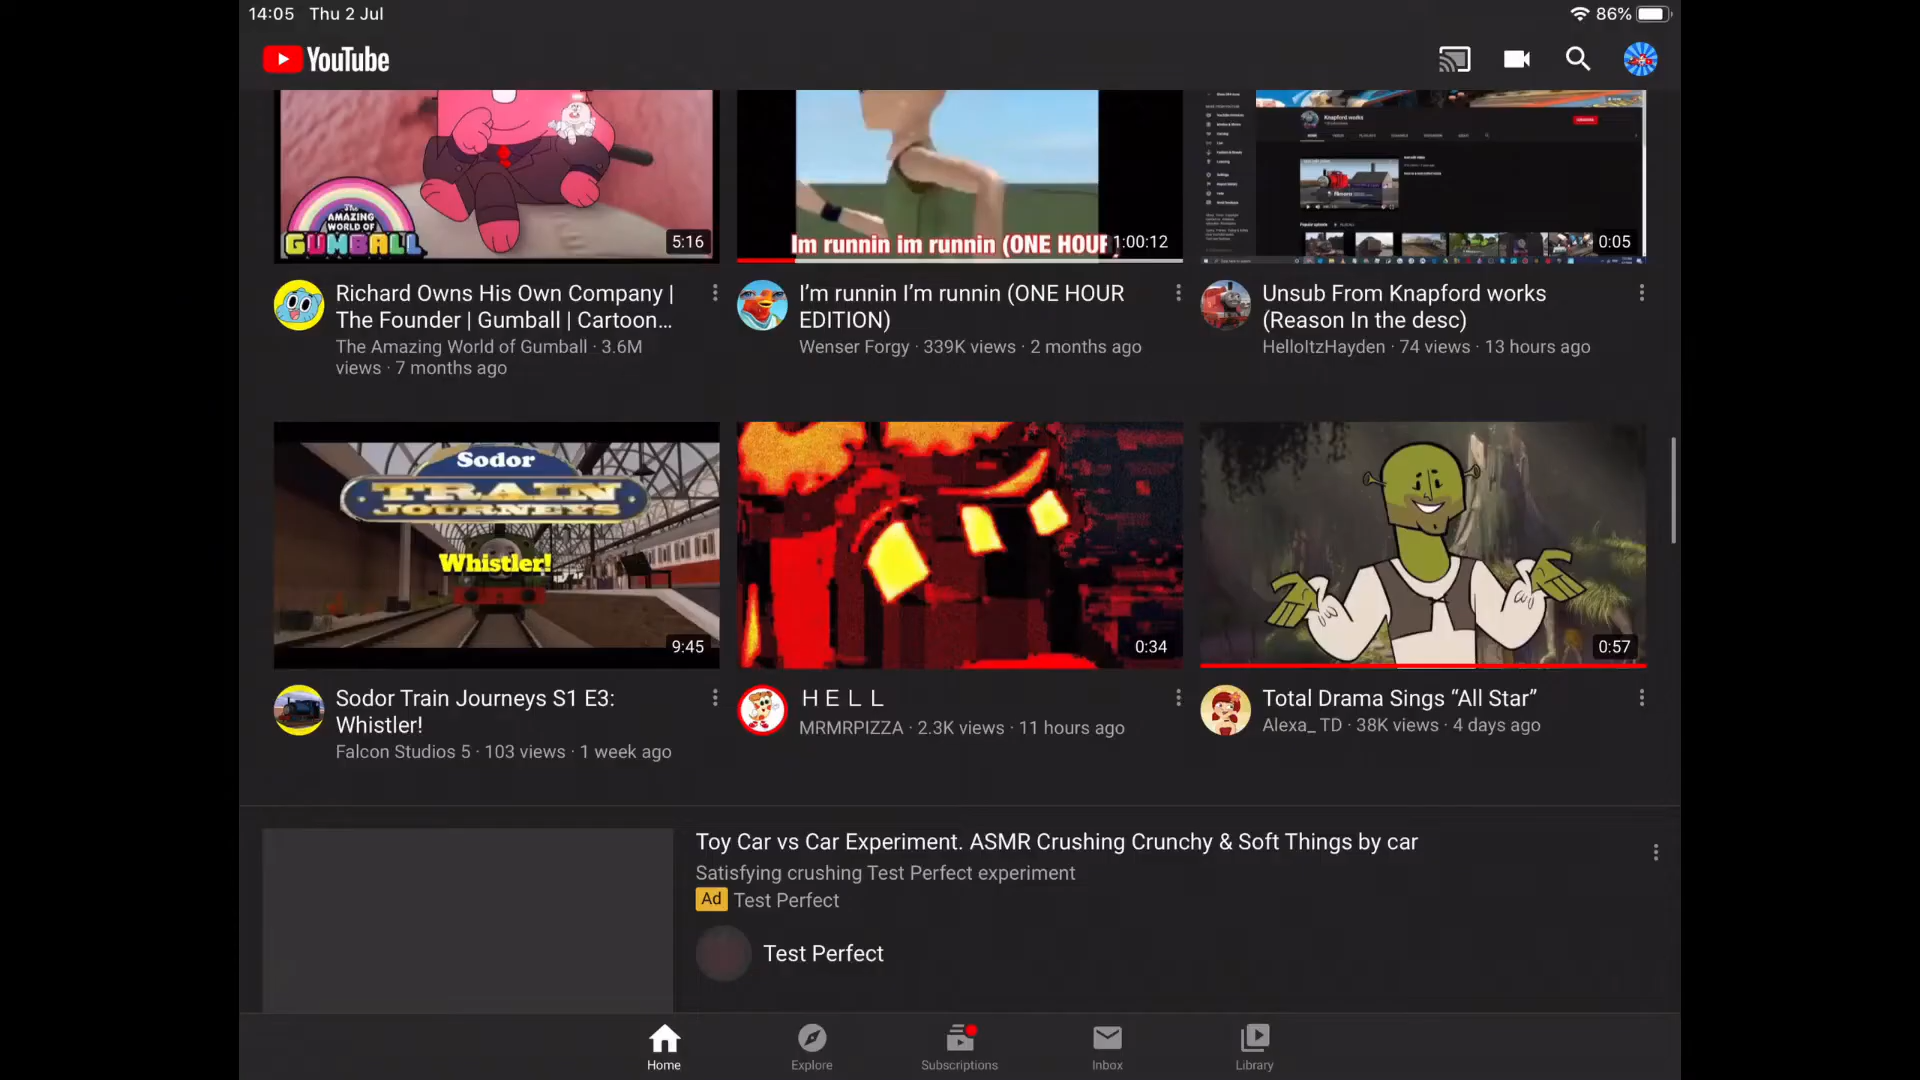 14:05 Thu 2 Jul
86%
YouTube
The
AMAZING
WORLD OF
GUMBALL
5:16
Im runnin im runnin (ONE HOUR
1:00:12
Knapford works
0:05
Richard Owns His Own Company |
The Founder | Gumball | Cartoon...
The Amazing World of Gumball · 3.6M
views · 7 months ago
I'm runnin I'm runnin (ONE HOUR
EDITION)
Wenser Forgy · 339K views · 2 months ago
Unsub From Knapford works
(Reason In the desc)
HelloItzHayden · 74 views · 13 hours ago
Sodor
TRAIN
JOURNEYS
Whistler!
9:45
0:34
0:57
Sodor Train Journeys S1 E3:
Whistler!
Falcon Studios 5 · 103 views · 1 week ago
H E L L
MRMRPIZZA · 2.3K views · 11 hours ago
Total Drama Sings “All Star”
Alexa_ TD · 38K views · 4 days ago
Toy Car vs Car Experiment. ASMR Crushing Crunchy & Soft Things by car
Satisfying crushing Test Perfect experiment
Ad Test Perfect
Test Perfect
Home
Explore
Subscriptions
Inbox
Library